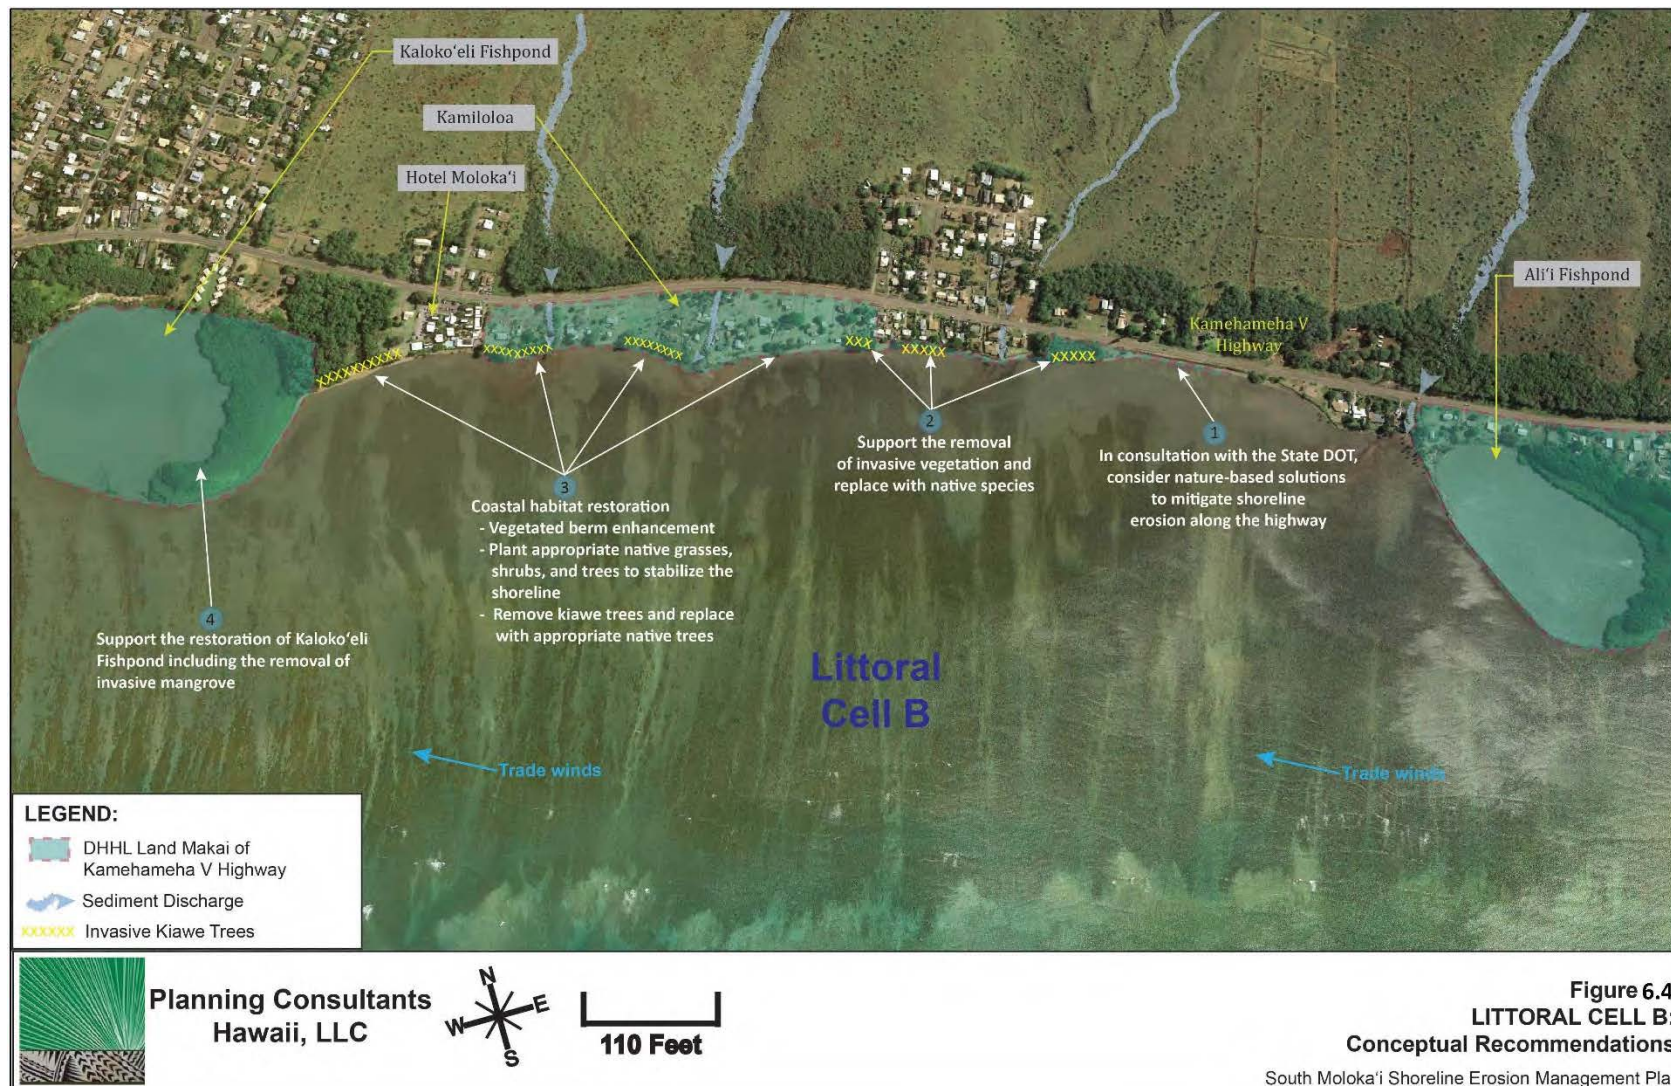 Kaloko‘eli Fishpond
Kamiloloa
Hotel Moloka‘i
Ali‘i Fishpond
Kamehameha V
Highway
XXXXXXXXXX
XXXXXXXXX
XXXXXXXX
XXX
XXXXX
XXXXX
1
In consultation with the State DOT,
consider nature-based solutions
to mitigate shoreline
erosion along the highway
2
Support the removal
of invasive vegetation and
replace with native species
3
Coastal habitat restoration
- Vegetated berm enhancement
- Plant appropriate native grasses,
shrubs, and trees to stabilize the
shoreline
- Remove kiawe trees and replace
with appropriate native trees
4
Support the restoration of Kaloko‘eli
Fishpond including the removal of
invasive mangrove
Littoral
Cell B
Trade winds
Trade winds
LEGEND:
DHHL Land Makai of
Kamehameha V Highway
Sediment Discharge
XXXXXX Invasive Kiawe Trees
Planning Consultants
Hawaii, LLC
N
E
W
S
110 Feet
Figure 6.4
LITTORAL CELL B:
Conceptual Recommendations
South Moloka‘i Shoreline Erosion Management Pla